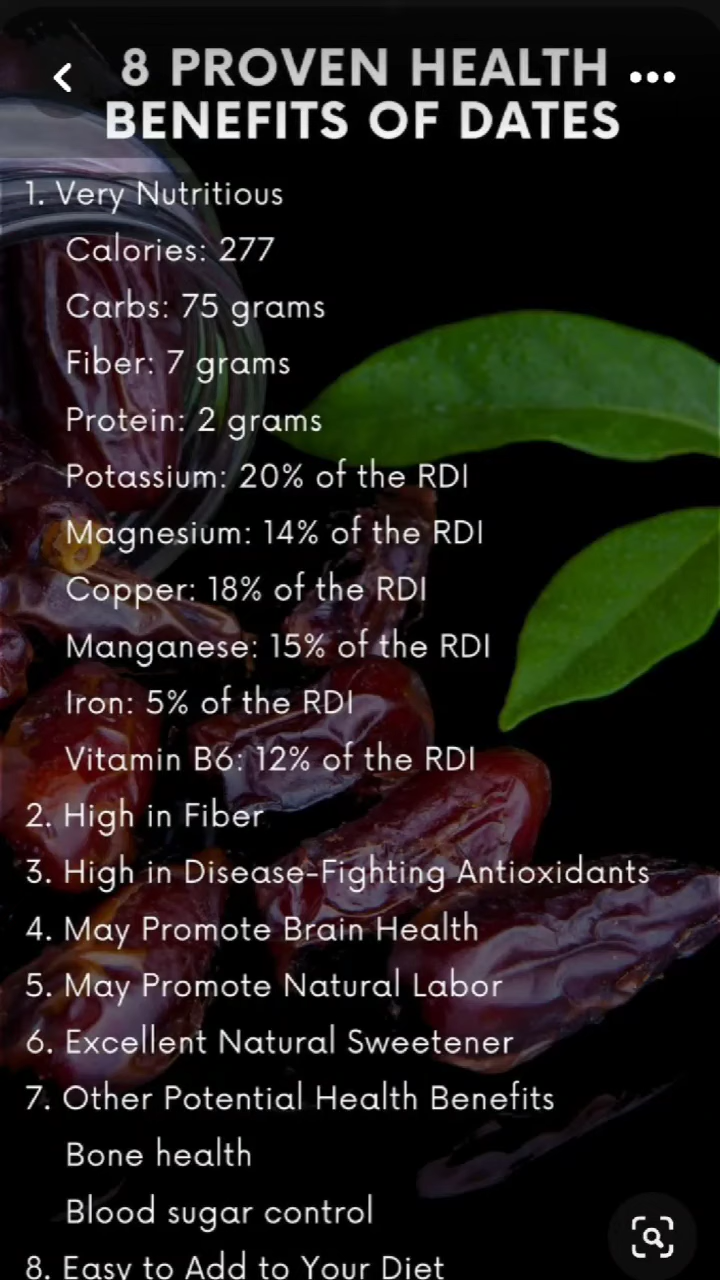 8 PROVEN HEALTH
BENEFITS OF DATES
1. Very Nutritious
Calories: 277
Carbs: 75 grams
Fiber: 7 grams
Protein: 2 grams
Potassium: 20% of the RDI
Magnesium: 14% of the RDI
Copper: 18% of the RDI
Manganese: 15% of the RDI
Iron: 5% of the RDI
Vitamin B6: 12% of the RDI
2. High in Fiber
3. High in Disease-Fighting Antioxidants
4. May Promote Brain Health
5. May Promote Natural Labor
6. Excellent Natural Sweetener
7. Other Potential Health Benefits
Bone health
Blood sugar control
8. Easy to Add to Your Diet